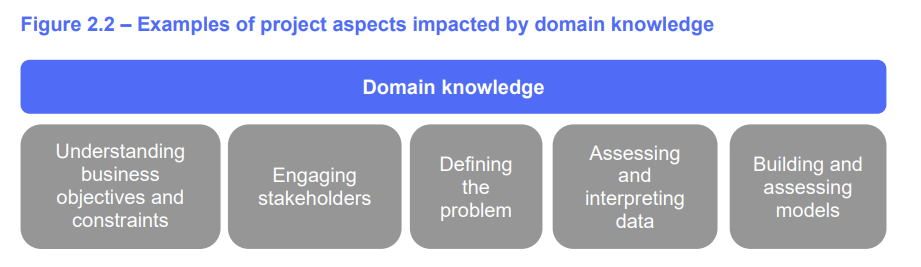 Figure 2.2 – Examples of project aspects impacted by domain knowledge
Domain knowledge
Understanding
business
objectives and
constraints
Engaging
stakeholders
Defining
the
problem
Assessing
and
interpreting
data
Building and
assessing
models